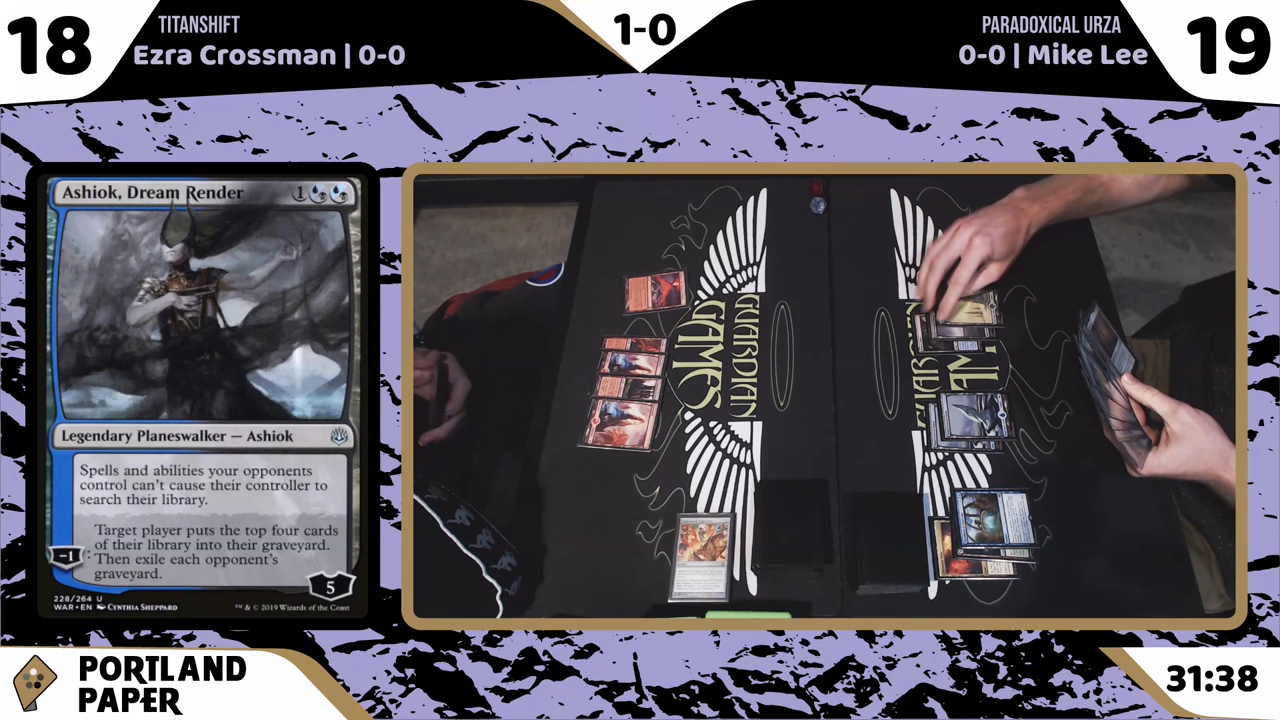 18
TITANSHIFT
Ezra Crossman | 0-0
1-0
PARADOXICAL URZA
0-0 | Mike Lee
19
Ashiok, Dream Render 1
Legendary Planeswalker — Ashiok
Spells and abilities your opponents
control can't cause their controller to
search their library.
−1: Target player puts the top four cards
of their library into their graveyard.
Then exile each opponent's
graveyard.
5
228/264 U
WAR • EN CYNTHIA SHEPPARD
™ & © 2019 Wizards of the Coast
GUARDIAN
GAMES
PORTLAND
PAPER
31:38